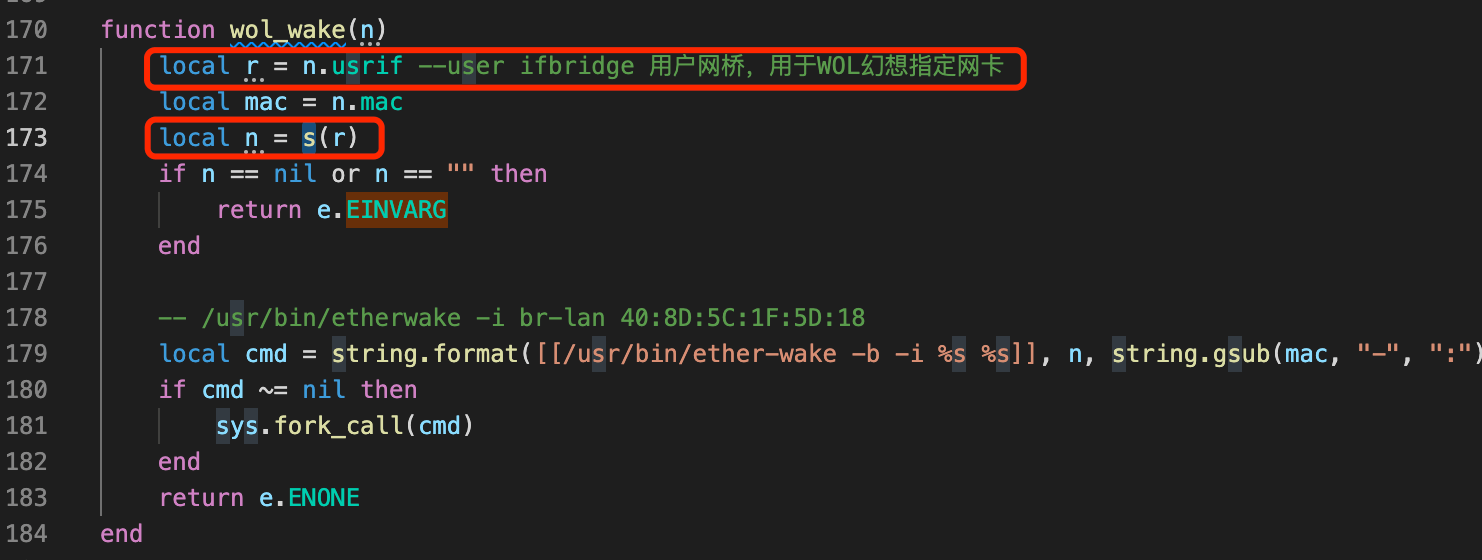 170 function wol_wake(n)
171 local r = n.usrif --user ifbridge 用户网桥，用于WOL幻想指定网卡
172 local mac = n.mac
173 local n = s(r)
174 if n == nil or n == "" then
175 return e.EINVARG
176 end
177
178 -- /usr/bin/etherwake -i br-lan 40:8D:5C:1F:5D:18
179 local cmd = string.format([[/usr/bin/ether-wake -b -i %s %s]], n, string.gsub(mac, "-", ":")
180 if cmd ~= nil then
181 sys.fork_call(cmd)
182 end
183 return e.ENONE
184 end